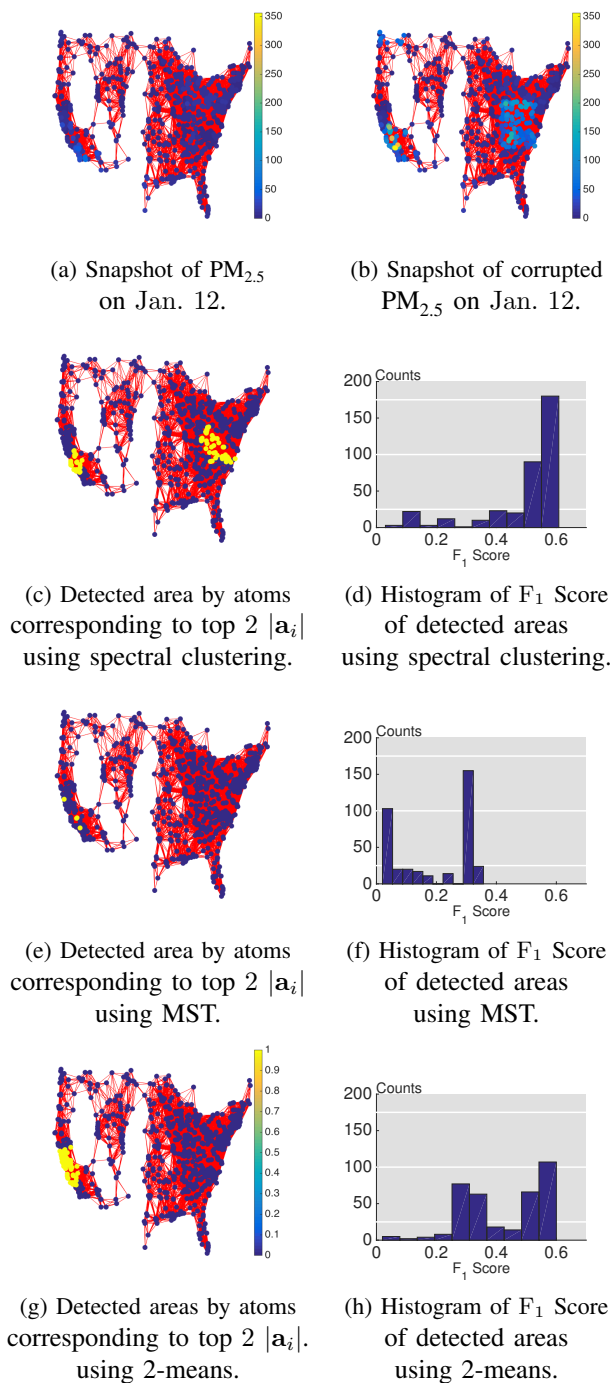 350
300
250
200
150
100
50
0
350
300
250
200
150
100
50
0
(a) Snapshot of PM2.5
on Jan. 12.
(b) Snapshot of corrupted
PM2.5 on Jan. 12.
Counts
200
150
100
50
0
0 0.2 0.4 0.6
F1 Score
(c) Detected area by atoms
corresponding to top 2 |ai|
using spectral clustering.
(d) Histogram of F1 Score
of detected areas
using spectral clustering.
Counts
200
150
100
50
0
0 0.2 0.4 0.6
F1 Score
(e) Detected area by atoms
corresponding to top 2 |ai|
using MST.
(f) Histogram of F1 Score
of detected areas
using MST.
1
0.9
0.8
0.7
0.6
0.5
0.4
0.3
0.2
0.1
0
Counts
200
150
100
50
0
0 0.2 0.4 0.6
F1 Score
(g) Detected areas by atoms
corresponding to top 2 |ai|.
using 2-means.
(h) Histogram of F1 Score
of detected areas
using 2-means.